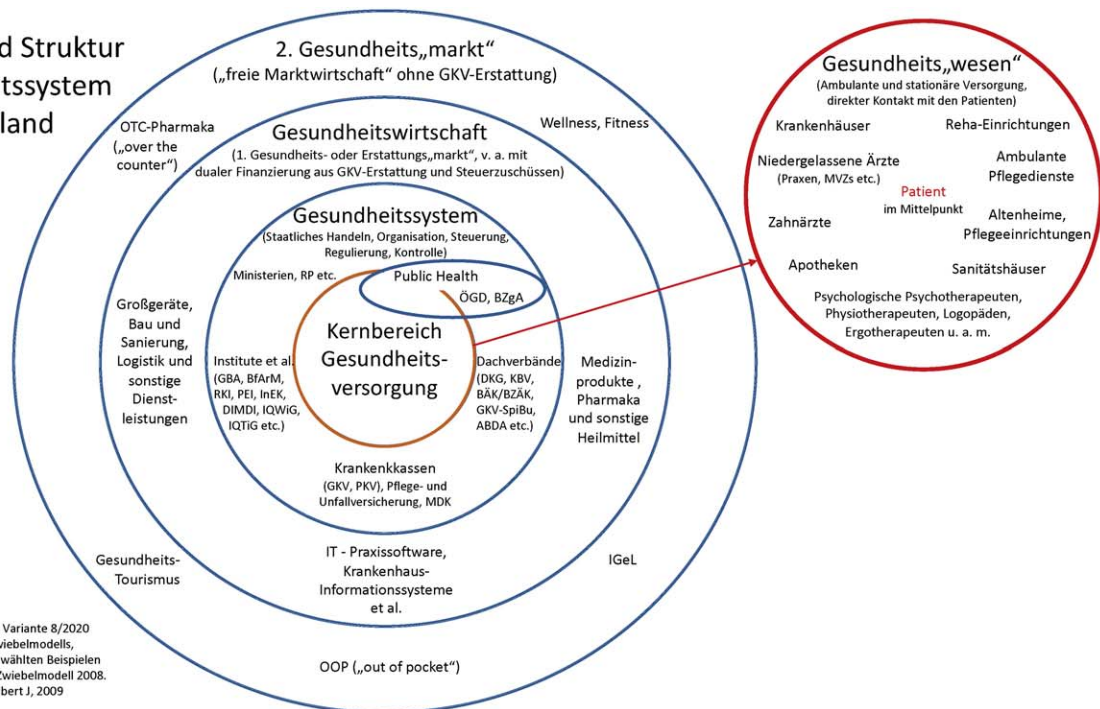 d Struktur
tssystem
land
2. Gesundheits„markt“
(„freie Marktwirtschaft“ ohne GKV-Erstattung)
OTC-Pharmaka
(„over the
counter“)
Wellness, Fitness
Gesundheitswirtschaft
(1. Gesundheits- oder Erstattungs„markt“, v. a. mit
dualer Finanzierung aus GKV-Erstattung und Steuerzuschüssen)
Gesundheitssystem
(Staatliches Handeln, Organisation, Steuerung,
Regulierung, Kontrolle)
Ministerien, RP etc.
Public Health
ÖGD, BZgA
Großgeräte,
Bau und
Sanierung,
Logistik und
sonstige
Dienst-
leistungen
Institute et al.
(GBA, BfArM,
RKI, PEI, InEK,
DIMDI, IQWiG,
IQTiG etc.)
Kernbereich
Gesundheits-
versorgung
Dachverbände
(DKG, KBV,
BÄK/BZÄK,
GKV-SpiBu,
ABDA etc.)
Medizin-
produkte ,
Pharmaka
und sonstige
Heilmittel
Krankenkkassen
(GKV, PKV), Pflege- und
Unfallversicherung, MDK
Gesundheits-
Tourismus
IT - Praxissoftware,
Krankenhaus-
Informationssysteme
et al.
IGeL
OOP („out of pocket“)
Variante 8/2020
wiebelmodells,
wählten Beispielen
Zwiebelmodell 2008.
bert J, 2009
Gesundheits„wesen“
(Ambulante und stationäre Versorgung,
direkter Kontakt mit den Patienten)
Krankenhäuser
Reha-Einrichtungen
Niedergelassene Ärzte
(Praxen, MVZs etc.)
Ambulante
Pflegedienste
Patient
im Mittelpunkt
Zahnärzte
Altenheime,
Pflegeeinrichtungen
Apotheken
Sanitätshäuser
Psychologische Psychotherapeuten,
Physiotherapeuten, Logopäden,
Ergotherapeuten u. a. m.